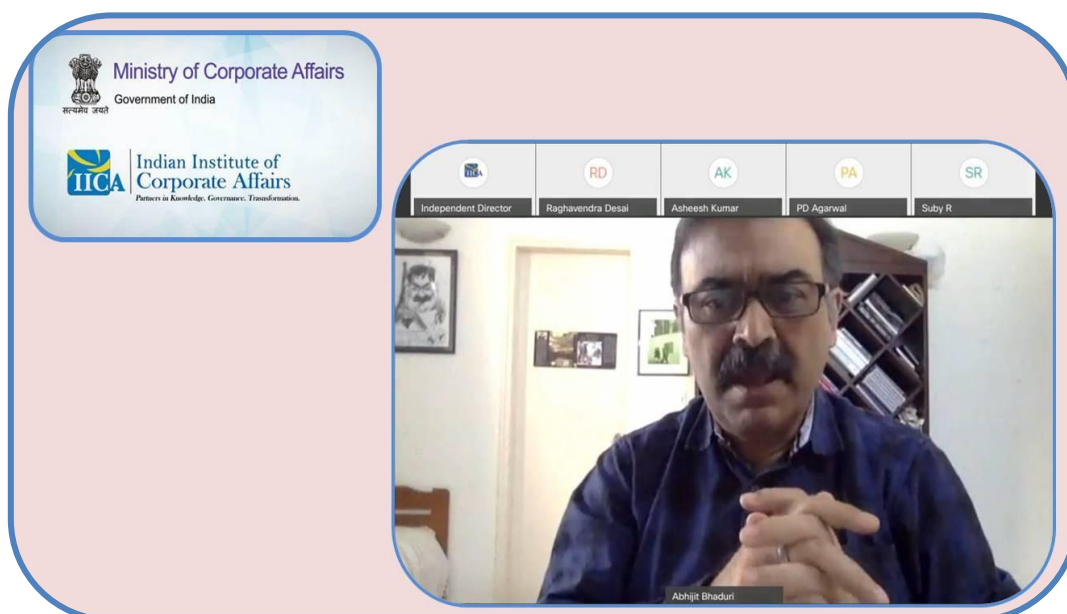 Ministry of Corporate Affairs
Government of India
सत्यमेव जयते
IICA
Indian Institute of
Corporate Affairs
Partners in Knowledge. Governance. Transformation.
IICA
RD
AK
PA
SR
Independent Director
Raghavendra Desai
Asheesh Kumar
PD Agarwal
Suby R
Abhijit Bhaduri